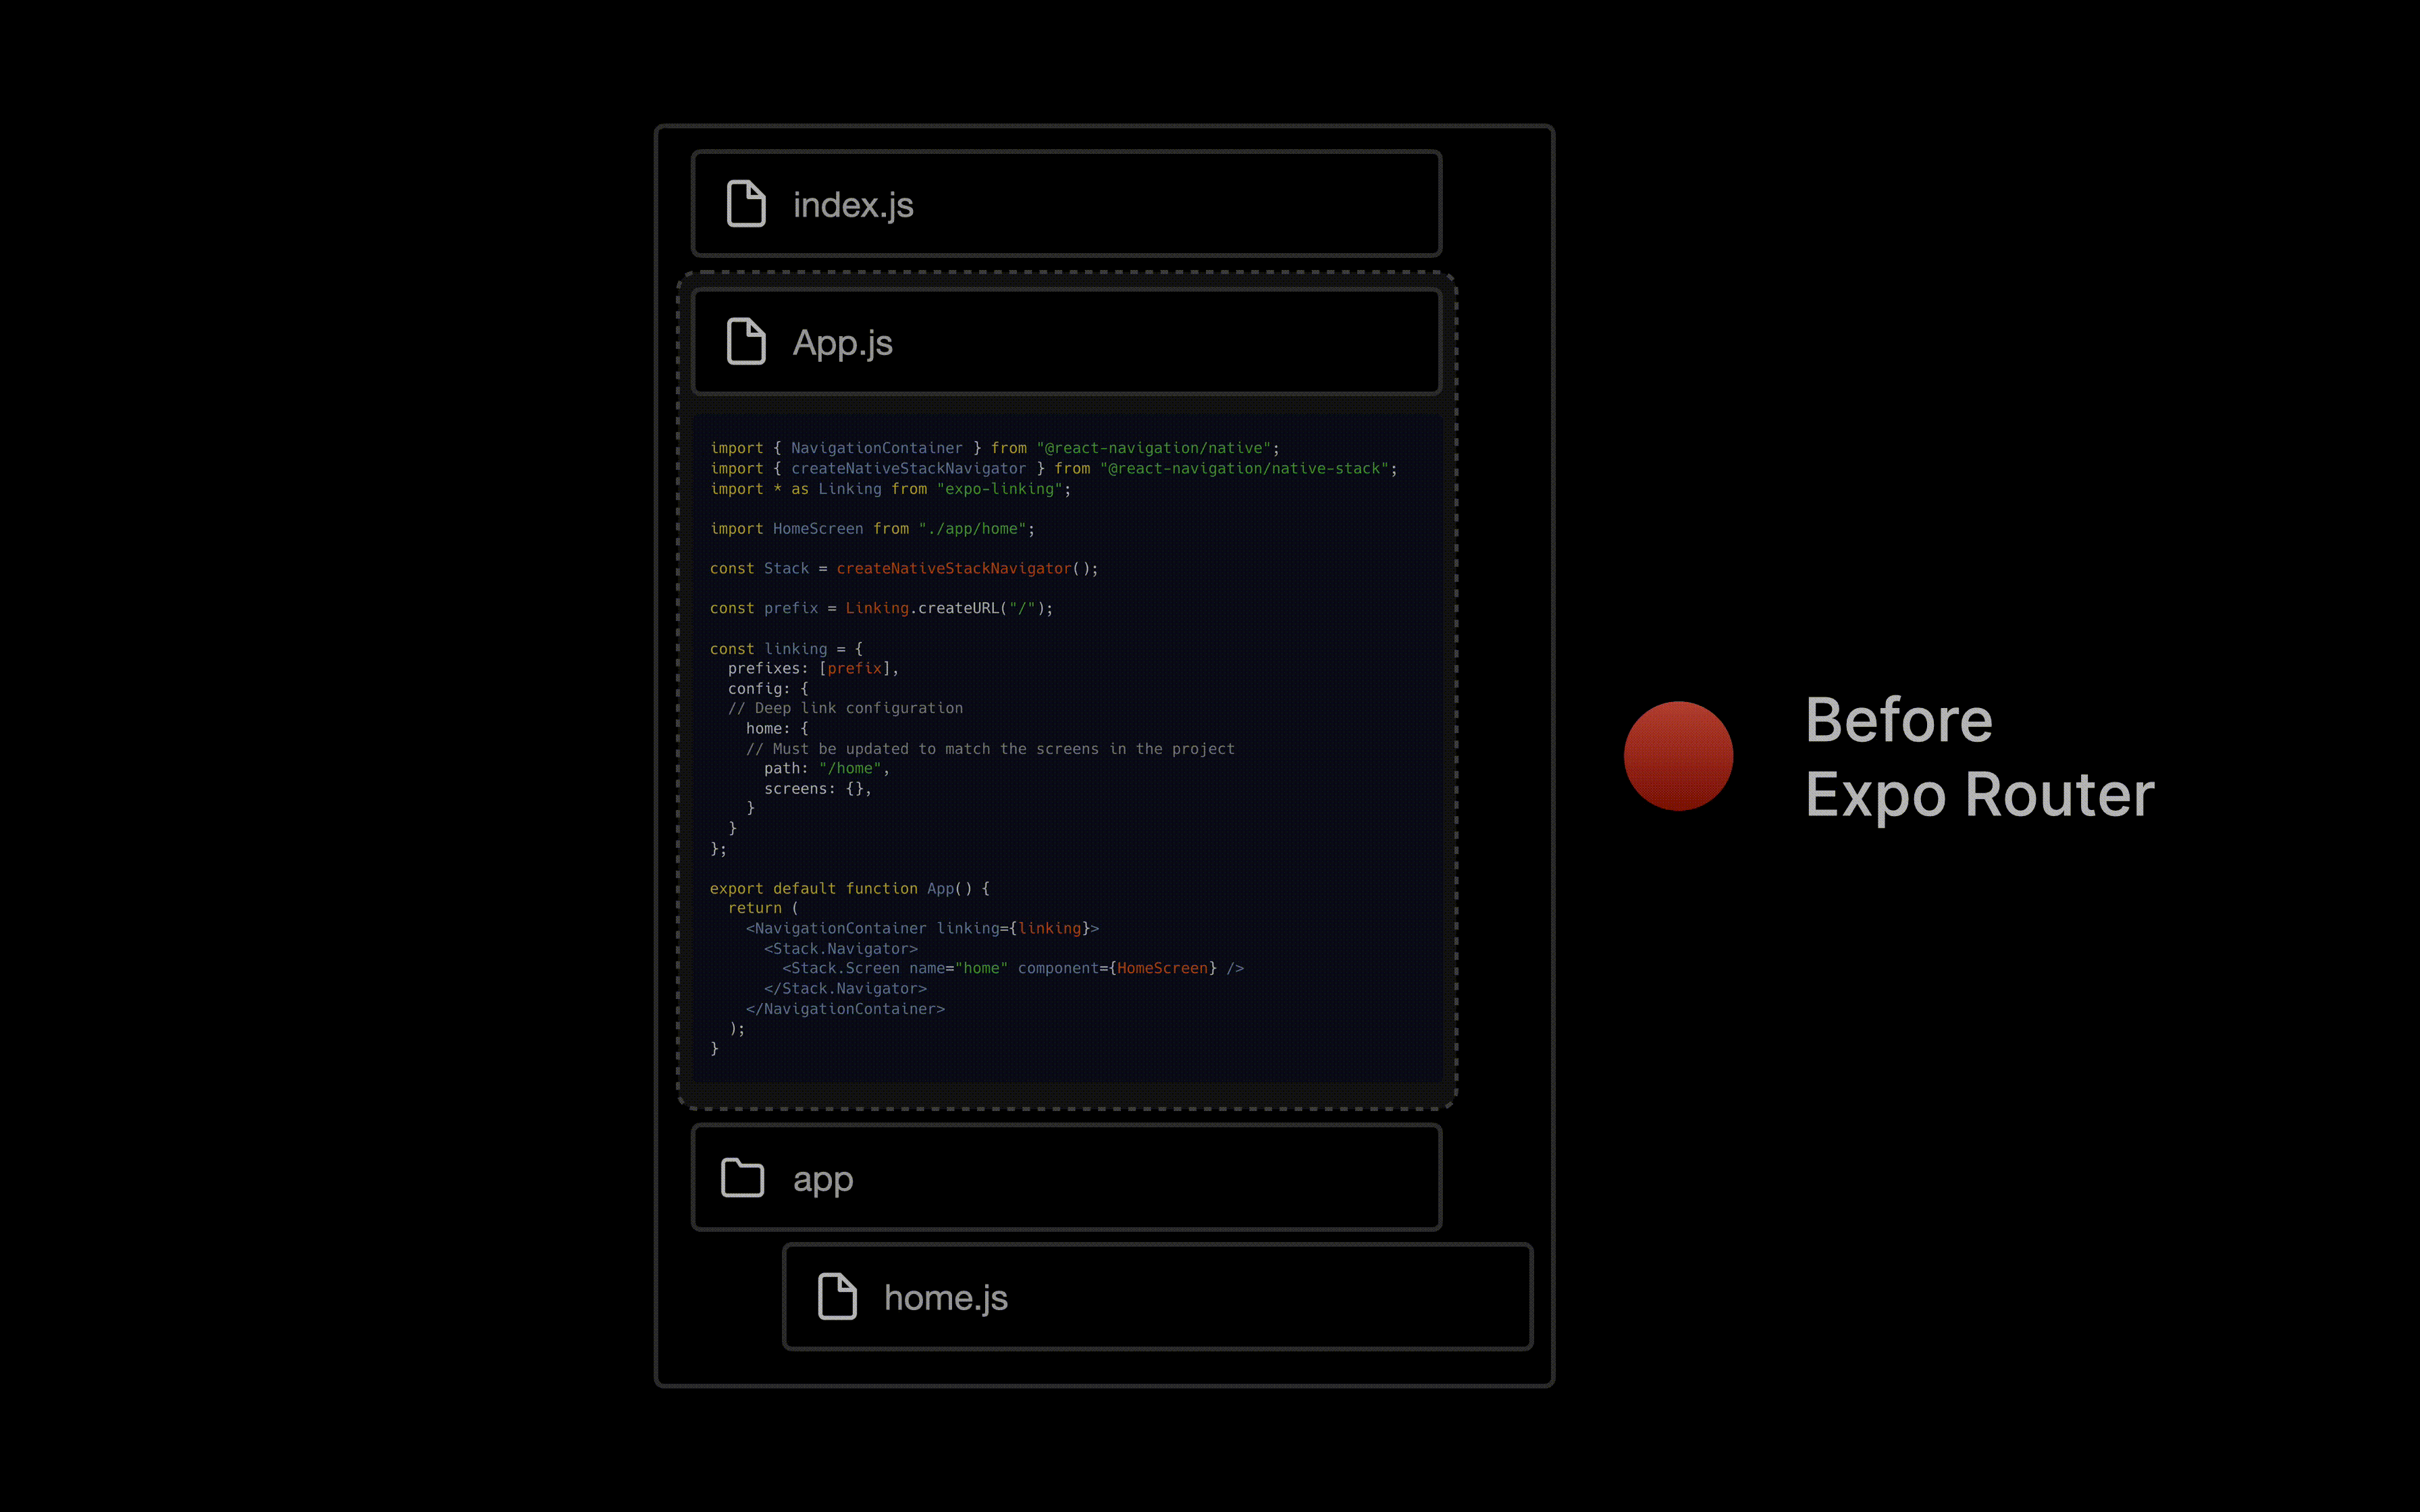 index.js
App.js
import { NavigationContainer } from "@react-navigation/native";
import { createNativeStackNavigator } from "@react-navigation/native-stack";
import * as Linking from "expo-linking";
import HomeScreen from "./app/home";
const Stack = createNativeStackNavigator();
const prefix = Linking.createURL("/");
const linking = {
  prefixes: [prefix],
  config: {
  // Deep link configuration
    home: {
    // Must be updated to match the screens in the project
      path: "/home",
      screens: {},
    }
  }
};
export default function App() {
  return (
    <NavigationContainer linking={linking}>
      <Stack.Navigator>
        <Stack.Screen name="home" component={HomeScreen} />
      </Stack.Navigator>
    </NavigationContainer>
  );
}
app
home.js
Before
Expo Router